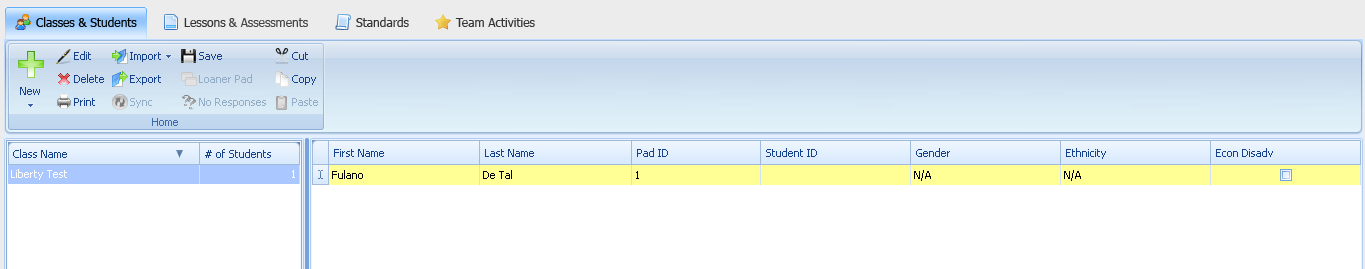 Classes & Students Lessons & Assessments Standards Team Activities
New
Edit Import Save Cut
Delete Export Loaner Pad Copy
Print Sync No Responses Paste
Home
Class Name # of Students
Liberty Test 1
First Name Last Name Pad ID Student ID Gender Ethnicity Econ Disadv
Fulano De Tal 1 N/A N/A